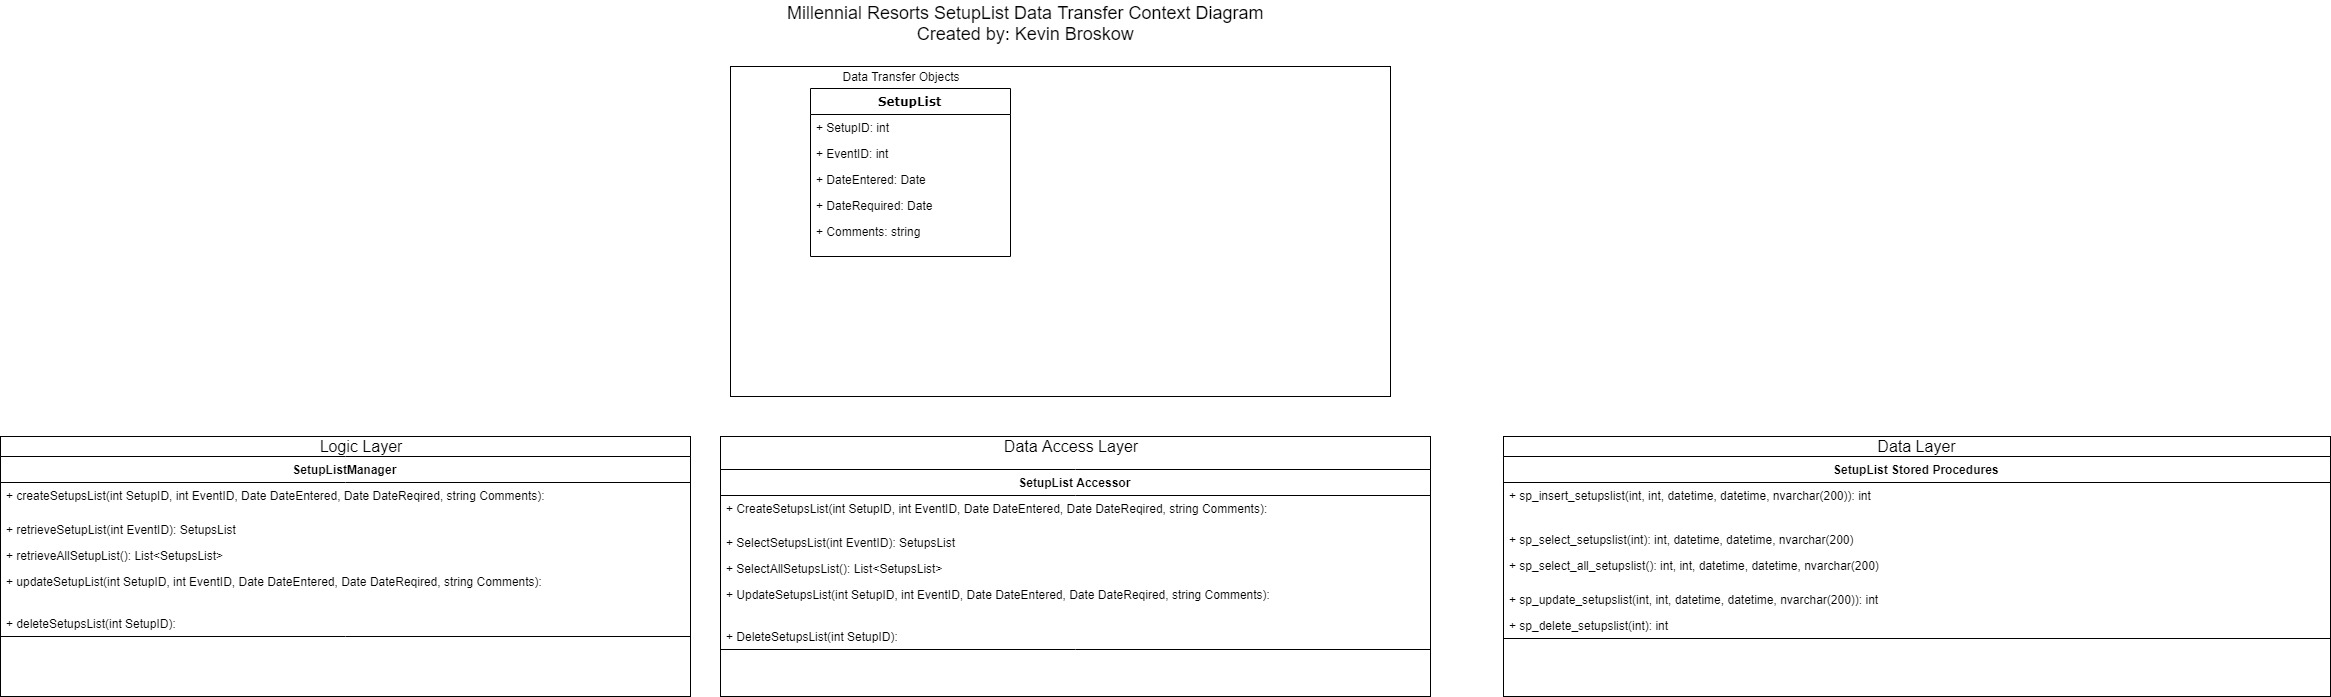 Millennial Resorts SetupList Data Transfer Context Diagram
Created by: Kevin Broskow
Data Transfer Objects
SetupList
+ SetupID: int
+ EventID: int
+ DateEntered: Date
+ DateRequired: Date
+ Comments: string
Logic Layer
SetupListManager
+ createSetupsList(int SetupID, int EventID, Date DateEntered, Date DateReqired, string Comments):
+ retrieveSetupList(int EventID): SetupsList
+ retrieveAllSetupList(): List<SetupsList>
+ updateSetupList(int SetupID, int EventID, Date DateEntered, Date DateReqired, string Comments):
+ deleteSetupsList(int SetupID):
Data Access Layer
SetupList Accessor
+ CreateSetupsList(int SetupID, int EventID, Date DateEntered, Date DateReqired, string Comments):
+ SelectSetupsList(int EventID): SetupsList
+ SelectAllSetupsList(): List<SetupsList>
+ UpdateSetupsList(int SetupID, int EventID, Date DateEntered, Date DateReqired, string Comments):
+ DeleteSetupsList(int SetupID):
Data Layer
SetupList Stored Procedures
+ sp_insert_setupslist(int, int, datetime, datetime, nvarchar(200)): int
+ sp_select_setupslist(int): int, datetime, datetime, nvarchar(200)
+ sp_select_all_setupslist(): int, int, datetime, datetime, nvarchar(200)
+ sp_update_setupslist(int, int, datetime, datetime, nvarchar(200)): int
+ sp_delete_setupslist(int): int